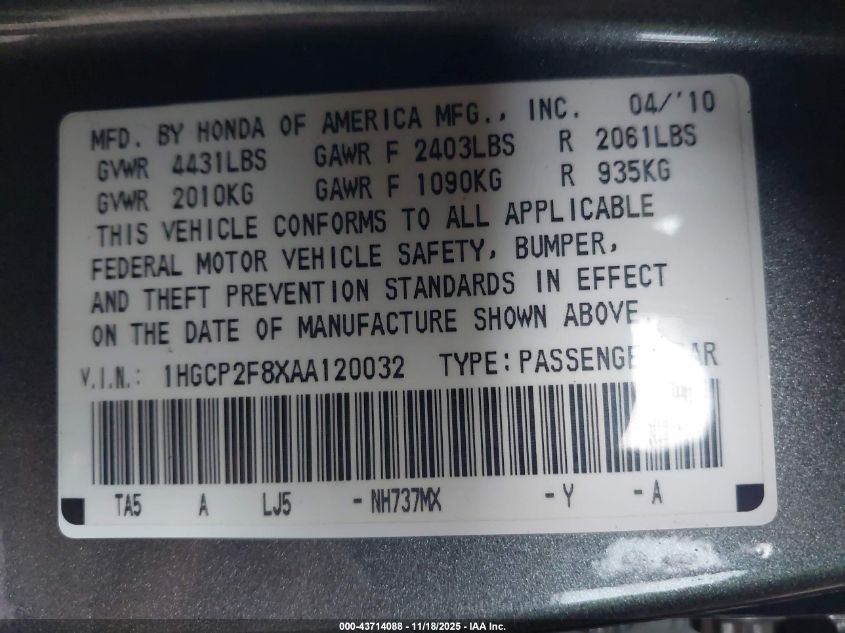 MFD. BY HONDA OF AMERICA MFG., INC. 04/'10
GVWR 4431LBS GAWR F 2403LBS R 2061LBS
GVWR 2010KG GAWR F 1090KG R 935KG
THIS VEHICLE CONFORMS TO ALL APPLICABLE
FEDERAL MOTOR VEHICLE SAFETY, BUMPER,
AND THEFT PREVENTION STANDARDS IN EFFECT
ON THE DATE OF MANUFACTURE SHOWN ABOVE.
V.I.N.: 1HGCP2F8XAA120032 TYPE: PASSENGER CAR
TA5 A LJ5 - NH737MX - Y - A
000-43714088 - 11/18/2025 - IAA Inc.